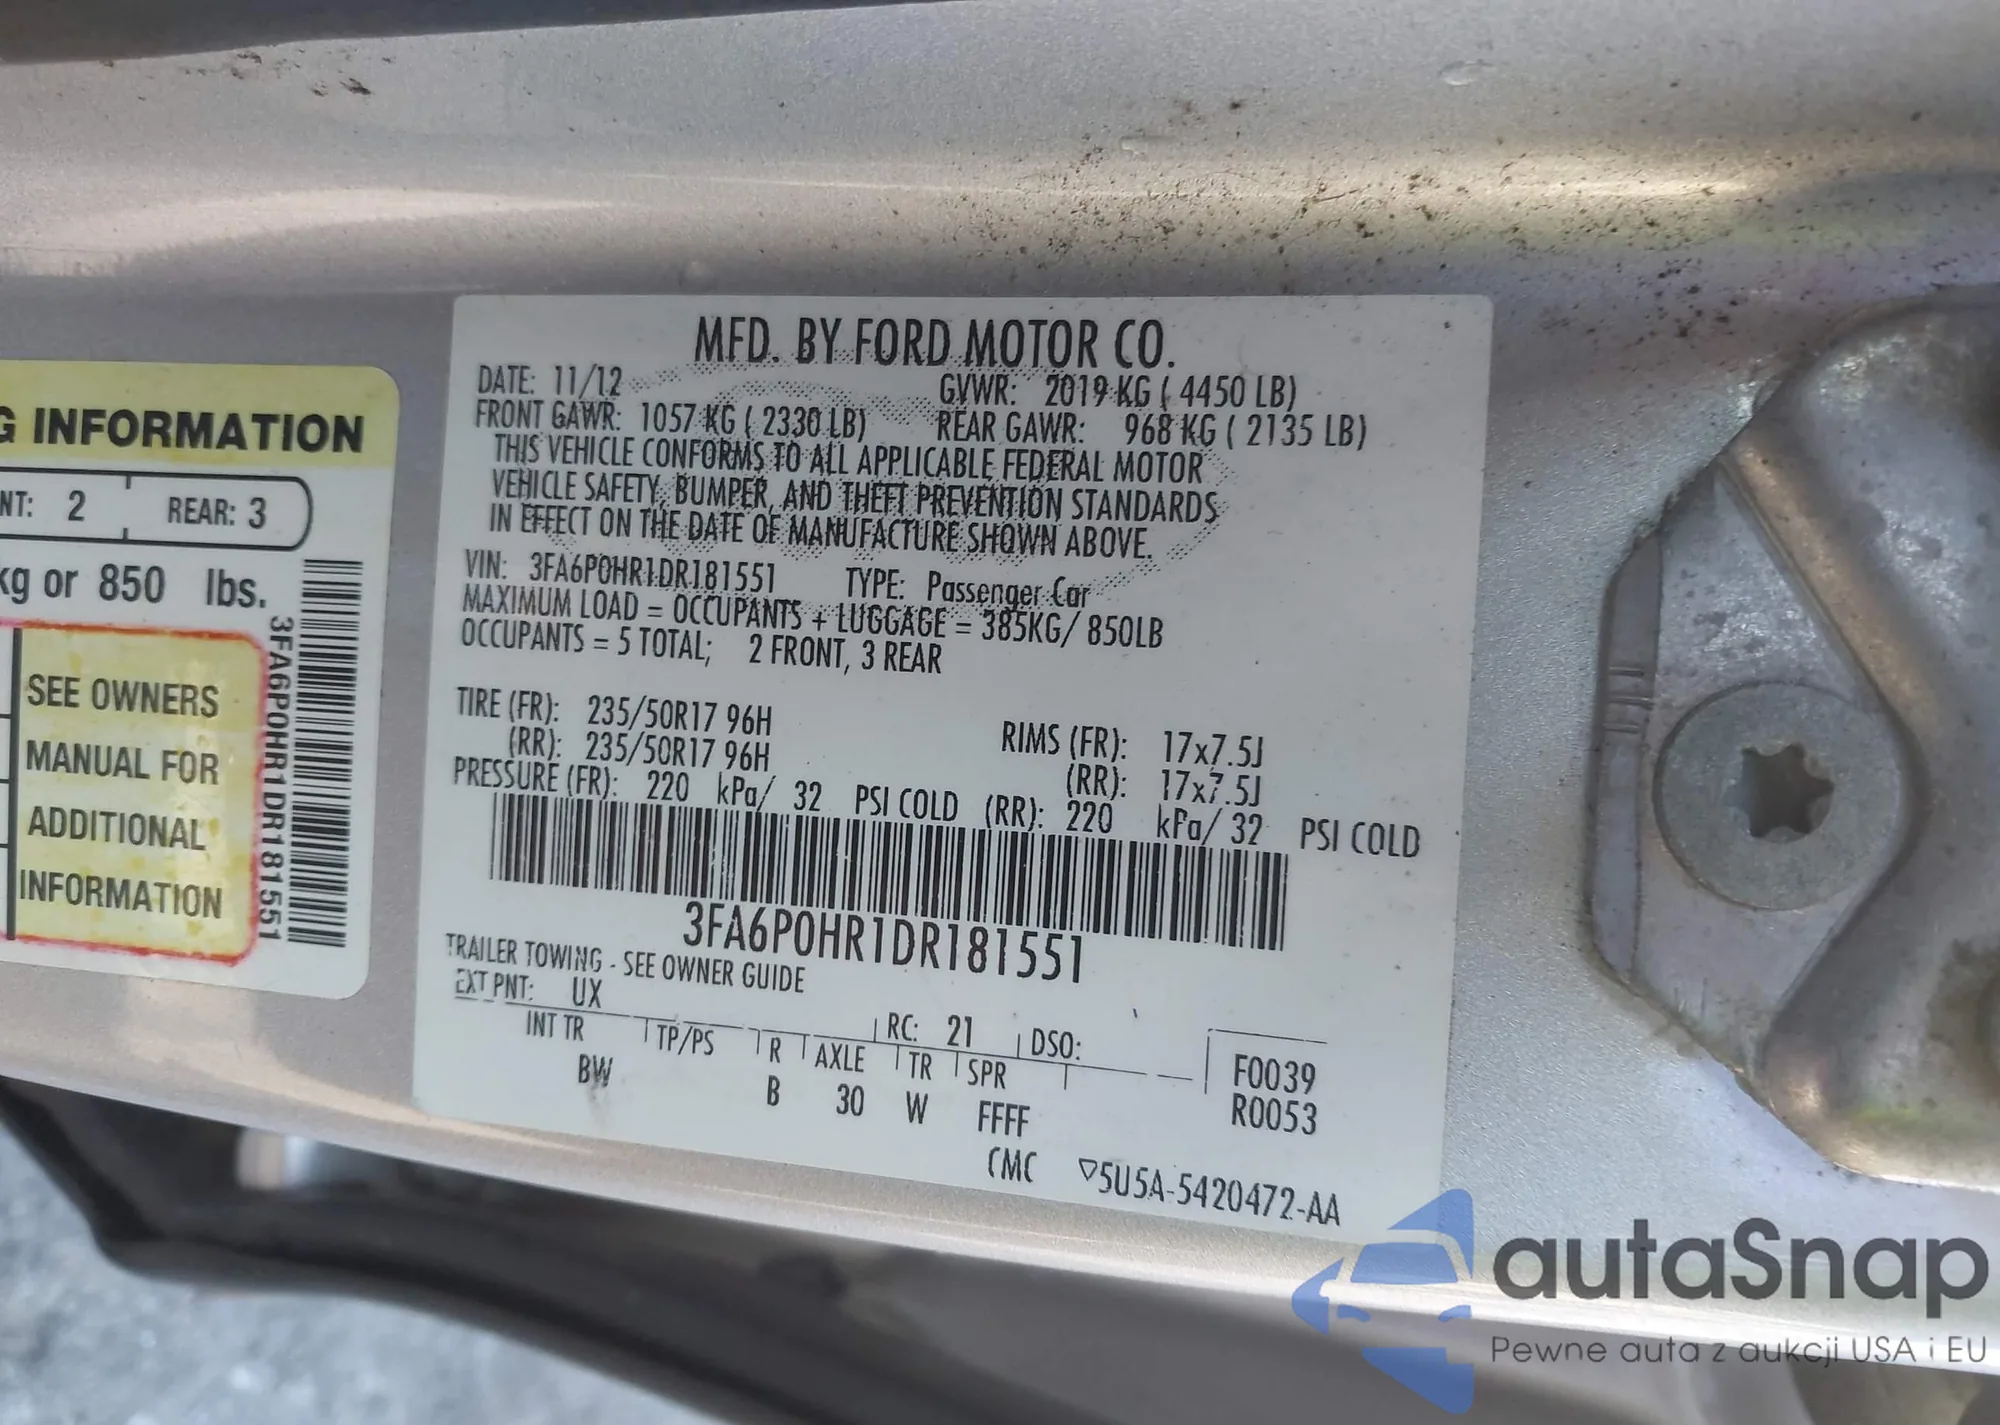 G INFORMATION
NT: 2 REAR: 3
kg or 850 lbs.
SEE OWNERS
MANUAL FOR
ADDITIONAL
INFORMATION
3FA6P0HR1DR181551
MFD. BY FORD MOTOR CO.
DATE: 11/12 GVWR: 2019 KG ( 4450 LB)
FRONT GAWR: 1057 KG ( 2330 LB) REAR GAWR: 968 KG ( 2135 LB)
THIS VEHICLE CONFORMS TO ALL APPLICABLE FEDERAL MOTOR
VEHICLE SAFETY, BUMPER, AND THEFT PREVENTION STANDARDS
IN EFFECT ON THE DATE OF MANUFACTURE SHOWN ABOVE.
VIN: 3FA6P0HR1DR181551 TYPE: Passenger Car
MAXIMUM LOAD = OCCUPANTS + LUGGAGE = 385KG/ 850LB
OCCUPANTS = 5 TOTAL; 2 FRONT, 3 REAR
TIRE (FR): 235/50R17 96H RIMS (FR): 17x7.5J
(RR): 235/50R17 96H (RR): 17x7.5J
PRESSURE (FR): 220 kPa/ 32 PSI COLD (RR): 220 kPa/ 32 PSI COLD
3FA6P0HR1DR181551
TRAILER TOWING - SEE OWNER GUIDE
EXT PNT: UX RC: 21 DSO:
INT TR TP/PS R AXLE TR SPR F0039
BW B 30 W FFFF R0053
CMC ▽5U5A-5420472-AA
autaSnap
Pewne auta z aukcji USA i EU